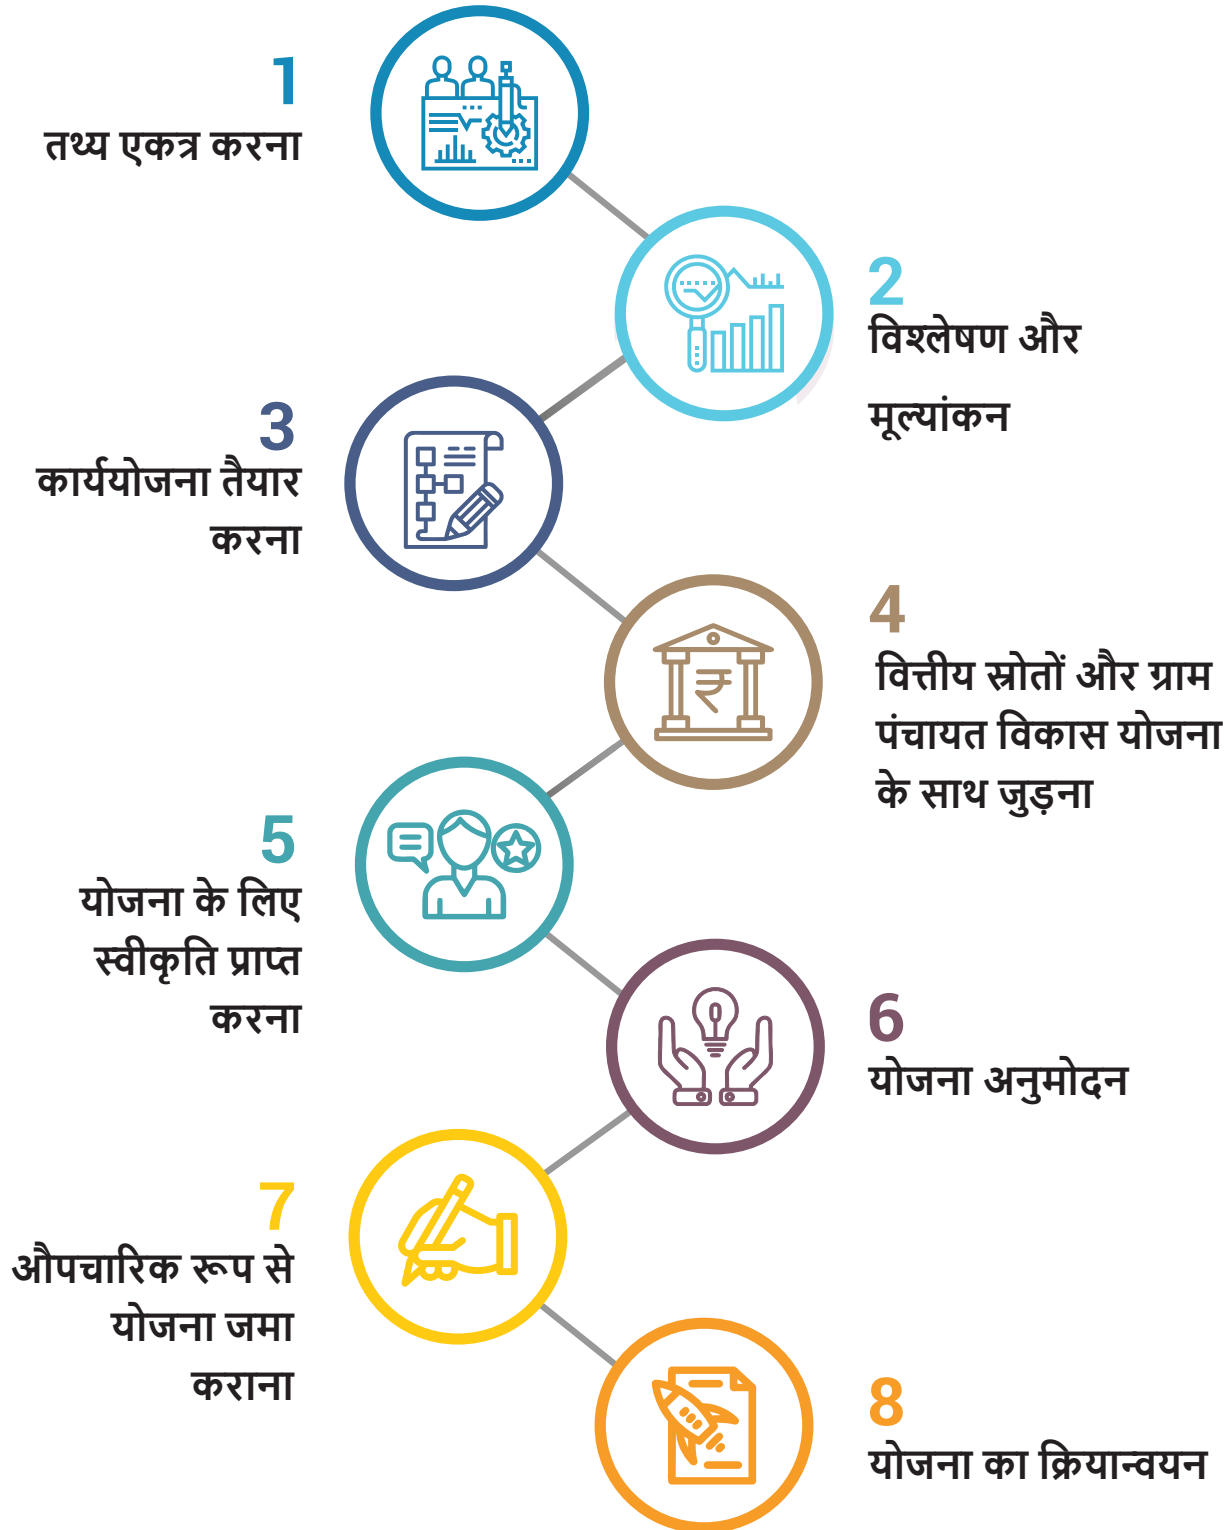 1
तथ्य एकत्र करना
2
विश्लेषण और
मूल्यांकन
3
कार्ययोजना तैयार
करना
4
वित्तीय स्रोतों और ग्राम
पंचायत विकास योजना
के साथ जुड़ना
5
योजना के लिए
स्वीकृति प्राप्त
करना
6
योजना अनुमोदन
7
औपचारिक रूप से
योजना जमा
कराना
8
योजना का क्रियान्वयन